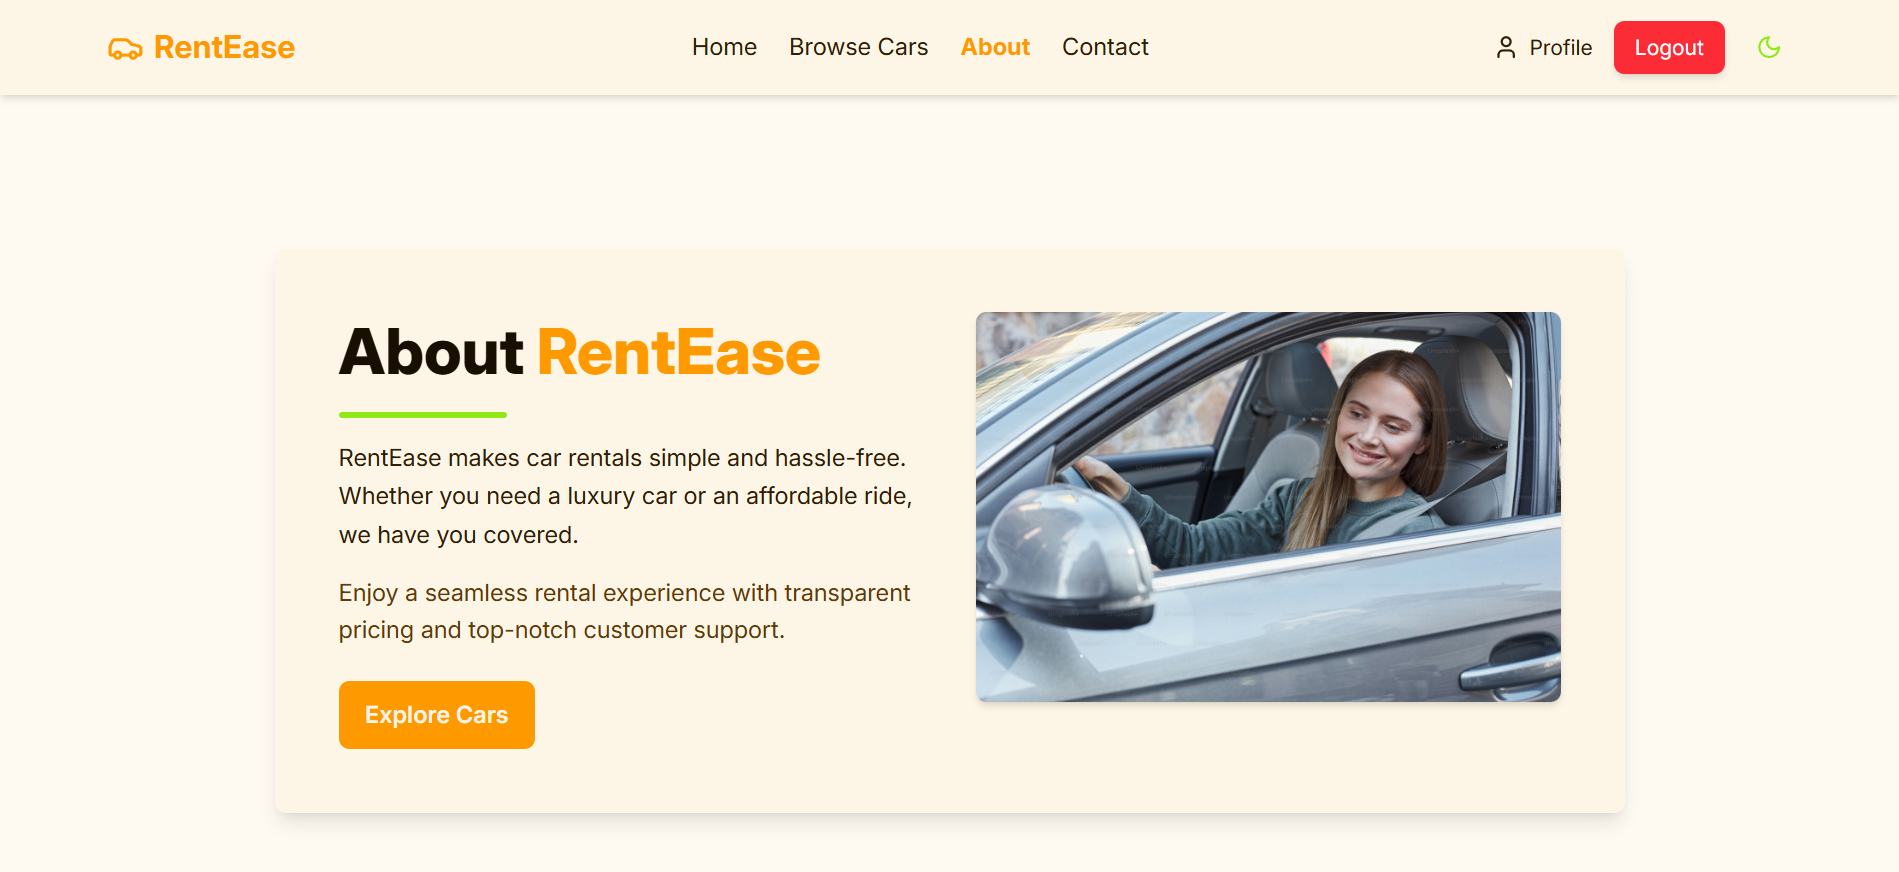 RentEase
Home
Browse Cars
About
Contact
Profile
Logout
About RentEase
RentEase makes car rentals simple and hassle-free.
Whether you need a luxury car or an affordable ride,
we have you covered.
Enjoy a seamless rental experience with transparent
pricing and top-notch customer support.
Explore Cars